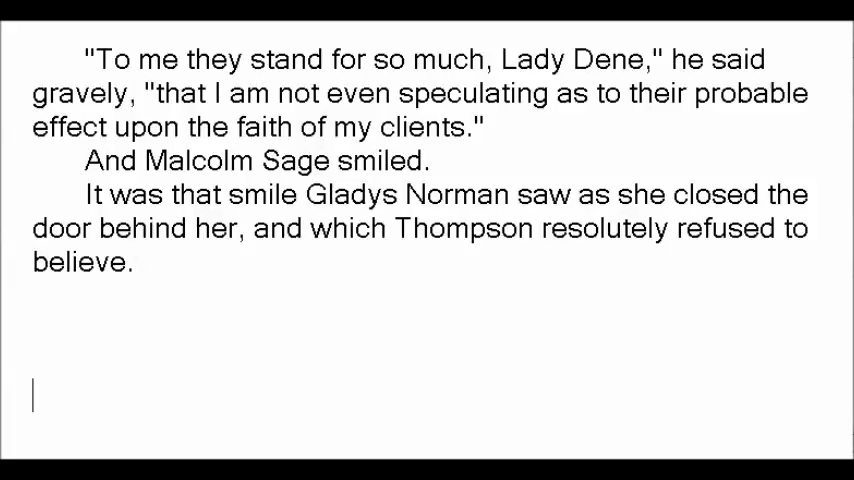 "To me they stand for so much, Lady Dene," he said
gravely, "that I am not even speculating as to their probable
effect upon the faith of my clients."
And Malcolm Sage smiled.
It was that smile Gladys Norman saw as she closed the
door behind her, and which Thompson resolutely refused to
believe.